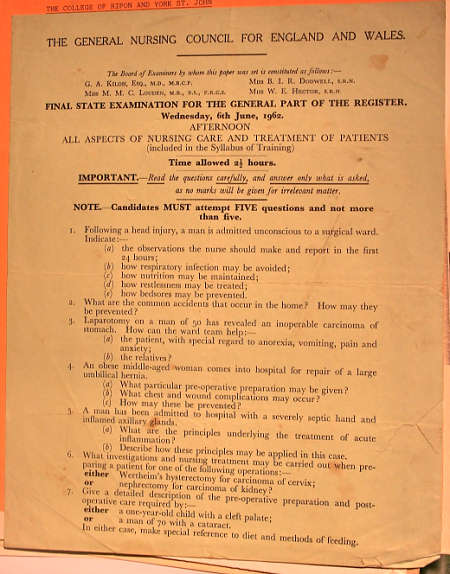 THE COLLEGE OF RIPON AND YORK ST. JOHN
THE GENERAL NURSING COUNCIL FOR ENGLAND AND WALES.
The Board of Examiners by whom this paper was set is constituted as follows:—
G. A. KILOH, ESQ., M.D., M.R.C.P. MISS B. I. R. DODWELL, S.R.N.
MISS M. M. C. LOUDEN, M.B., B.S., F.R.C.S. MISS W. E. HECTOR, S.R.N.
FINAL STATE EXAMINATION FOR THE GENERAL PART OF THE REGISTER.
Wednesday, 6th June, 1962.
AFTERNOON
ALL ASPECTS OF NURSING CARE AND TREATMENT OF PATIENTS
(included in the Syllabus of Training)
Time allowed 2½ hours.
IMPORTANT.—Read the questions carefully, and answer only what is asked,
as no marks will be given for irrelevant matter.
NOTE.—Candidates MUST attempt FIVE questions and not more
than five.
1. Following a head injury, a man is admitted unconscious to a surgical ward.
Indicate:—
(a) the observations the nurse should make and report in the first
24 hours;
(b) how respiratory infection may be avoided;
(c) how nutrition may be maintained;
(d) how restlessness may be treated;
(e) how bedsores may be prevented.
2. What are the common accidents that occur in the home? How may they
be prevented?
3. Laparotomy on a man of 50 has revealed an inoperable carcinoma of
stomach. How can the ward team help:—
(a) the patient, with special regard to anorexia, vomiting, pain and
anxiety;
(b) the relatives?
4. An obese middle-aged woman comes into hospital for repair of a large
umbilical hernia.
(a) What particular pre-operative preparation may be given?
(b) What chest and wound complications may occur?
(c) How may these be prevented?
5. A man has been admitted to hospital with a severely septic hand and
inflamed axillary glands.
(a) What are the principles underlying the treatment of acute
inflammation?
(b) Describe how these principles may be applied in this case.
6. What investigations and nursing treatment may be carried out when pre-
paring a patient for one of the following operations:—
either Wertheim's hysterectomy for carcinoma of cervix;
or nephrectomy for carcinoma of kidney?
7. Give a detailed description of the pre-operative preparation and post-
operative care required by:—
either a one-year-old child with a cleft palate;
or a man of 70 with a cataract.
In either case, make special reference to diet and methods of feeding.